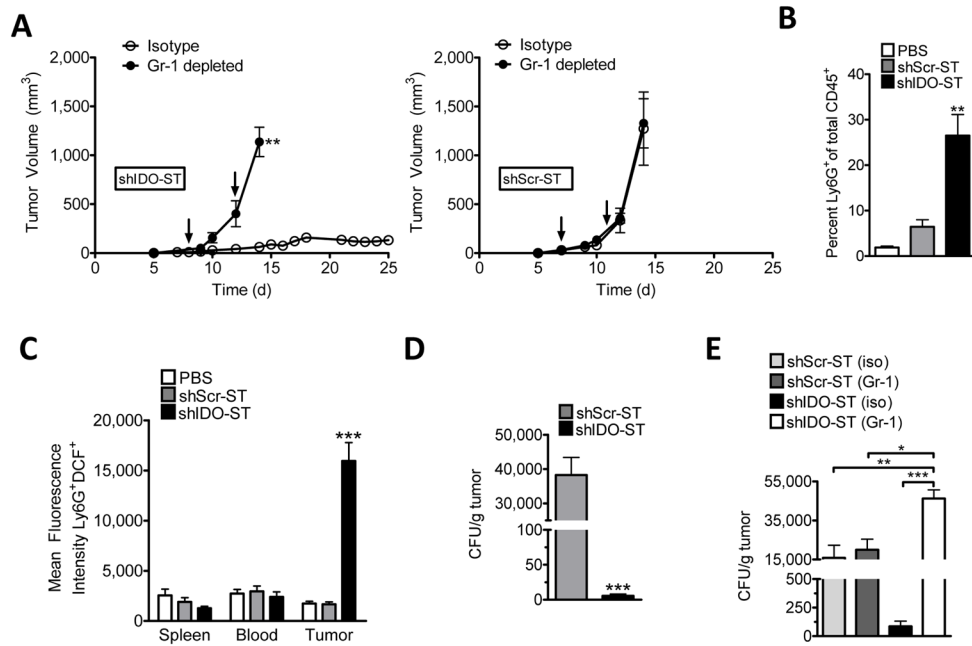 A
Isotype
Gr-1 depleted
2,000
1,500
1,000
500
0
Tumor Volume (mm3)
shIDO-ST
**
0 5 10 15 20 25
Time (d)
Isotype
Gr-1 depleted
2,000
1,500
1,000
500
0
Tumor Volume (mm3)
shScr-ST
0 5 10 15 20 25
Time (d)
B
PBS
shScr-ST
shIDO-ST
40
30
20
10
0
Percent Ly6G+of total CD45+
**
C
PBS
shScr-ST
shIDO-ST
20,000
15,000
10,000
5,000
0
Mean Fluorescence
Intensity Ly6G+DCF+
***
Spleen Blood Tumor
D
shScr-ST
shIDO-ST
50,000
40,000
30,000
100
50
0
CFU/g tumor
***
E
shScr-ST (iso)
shScr-ST (Gr-1)
shIDO-ST (iso)
shIDO-ST (Gr-1)
*
**
***
55,000
35,000
15,000
500
250
0
CFU/g tumor